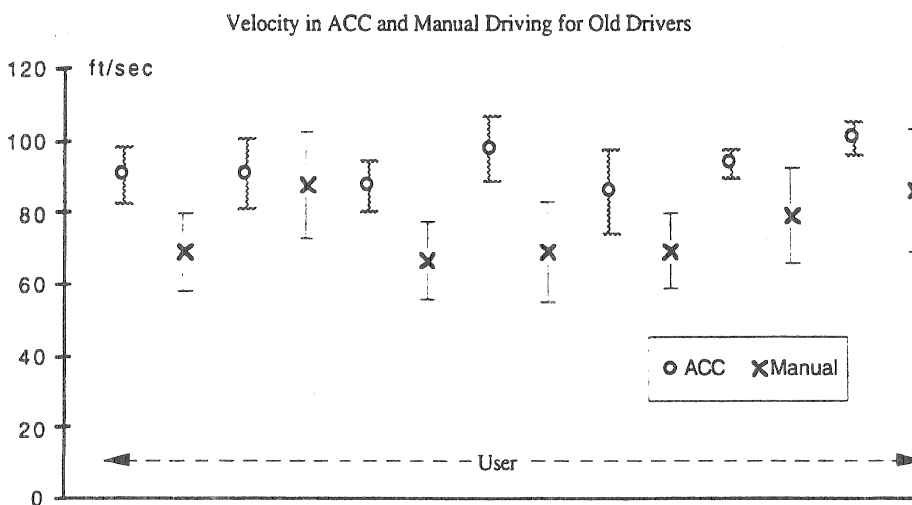 Velocity in ACC and Manual Driving for Old Drivers
120
ft/sec
100
80
60
40
20
0
ACC
Manual
User